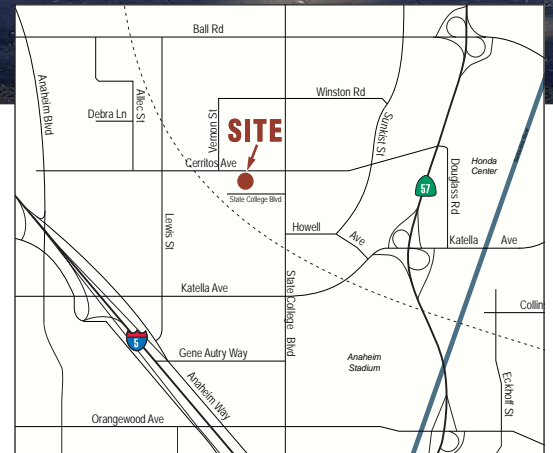 Ball Rd
Anaheim Blvd
Allec St
Debra Ln
Vernon St
Winston Rd
Sunkist St
SITE
Cerritos Ave
State College Blvd
57
Douglass Rd
Honda
Center
Lewis St
Howell
Ave
Katella Ave
Katella Ave
State College Blvd
5
Gene Autry Way
Anaheim Way
Anaheim
Stadium
Collin
Eckhoff St
Orangewood Ave